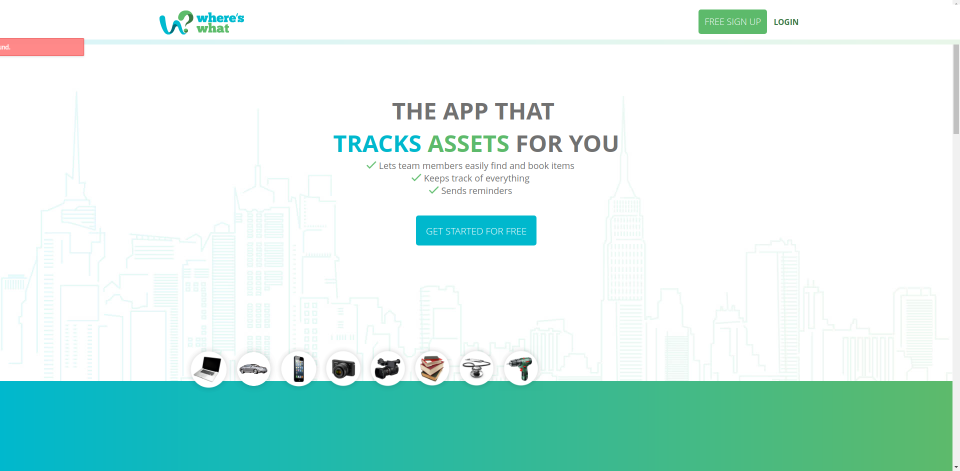 where's
what
FREE SIGN UP
LOGIN
THE APP THAT
TRACKS ASSETS FOR YOU
Lets team members easily find and book items
Keeps track of everything
Sends reminders
GET STARTED FOR FREE